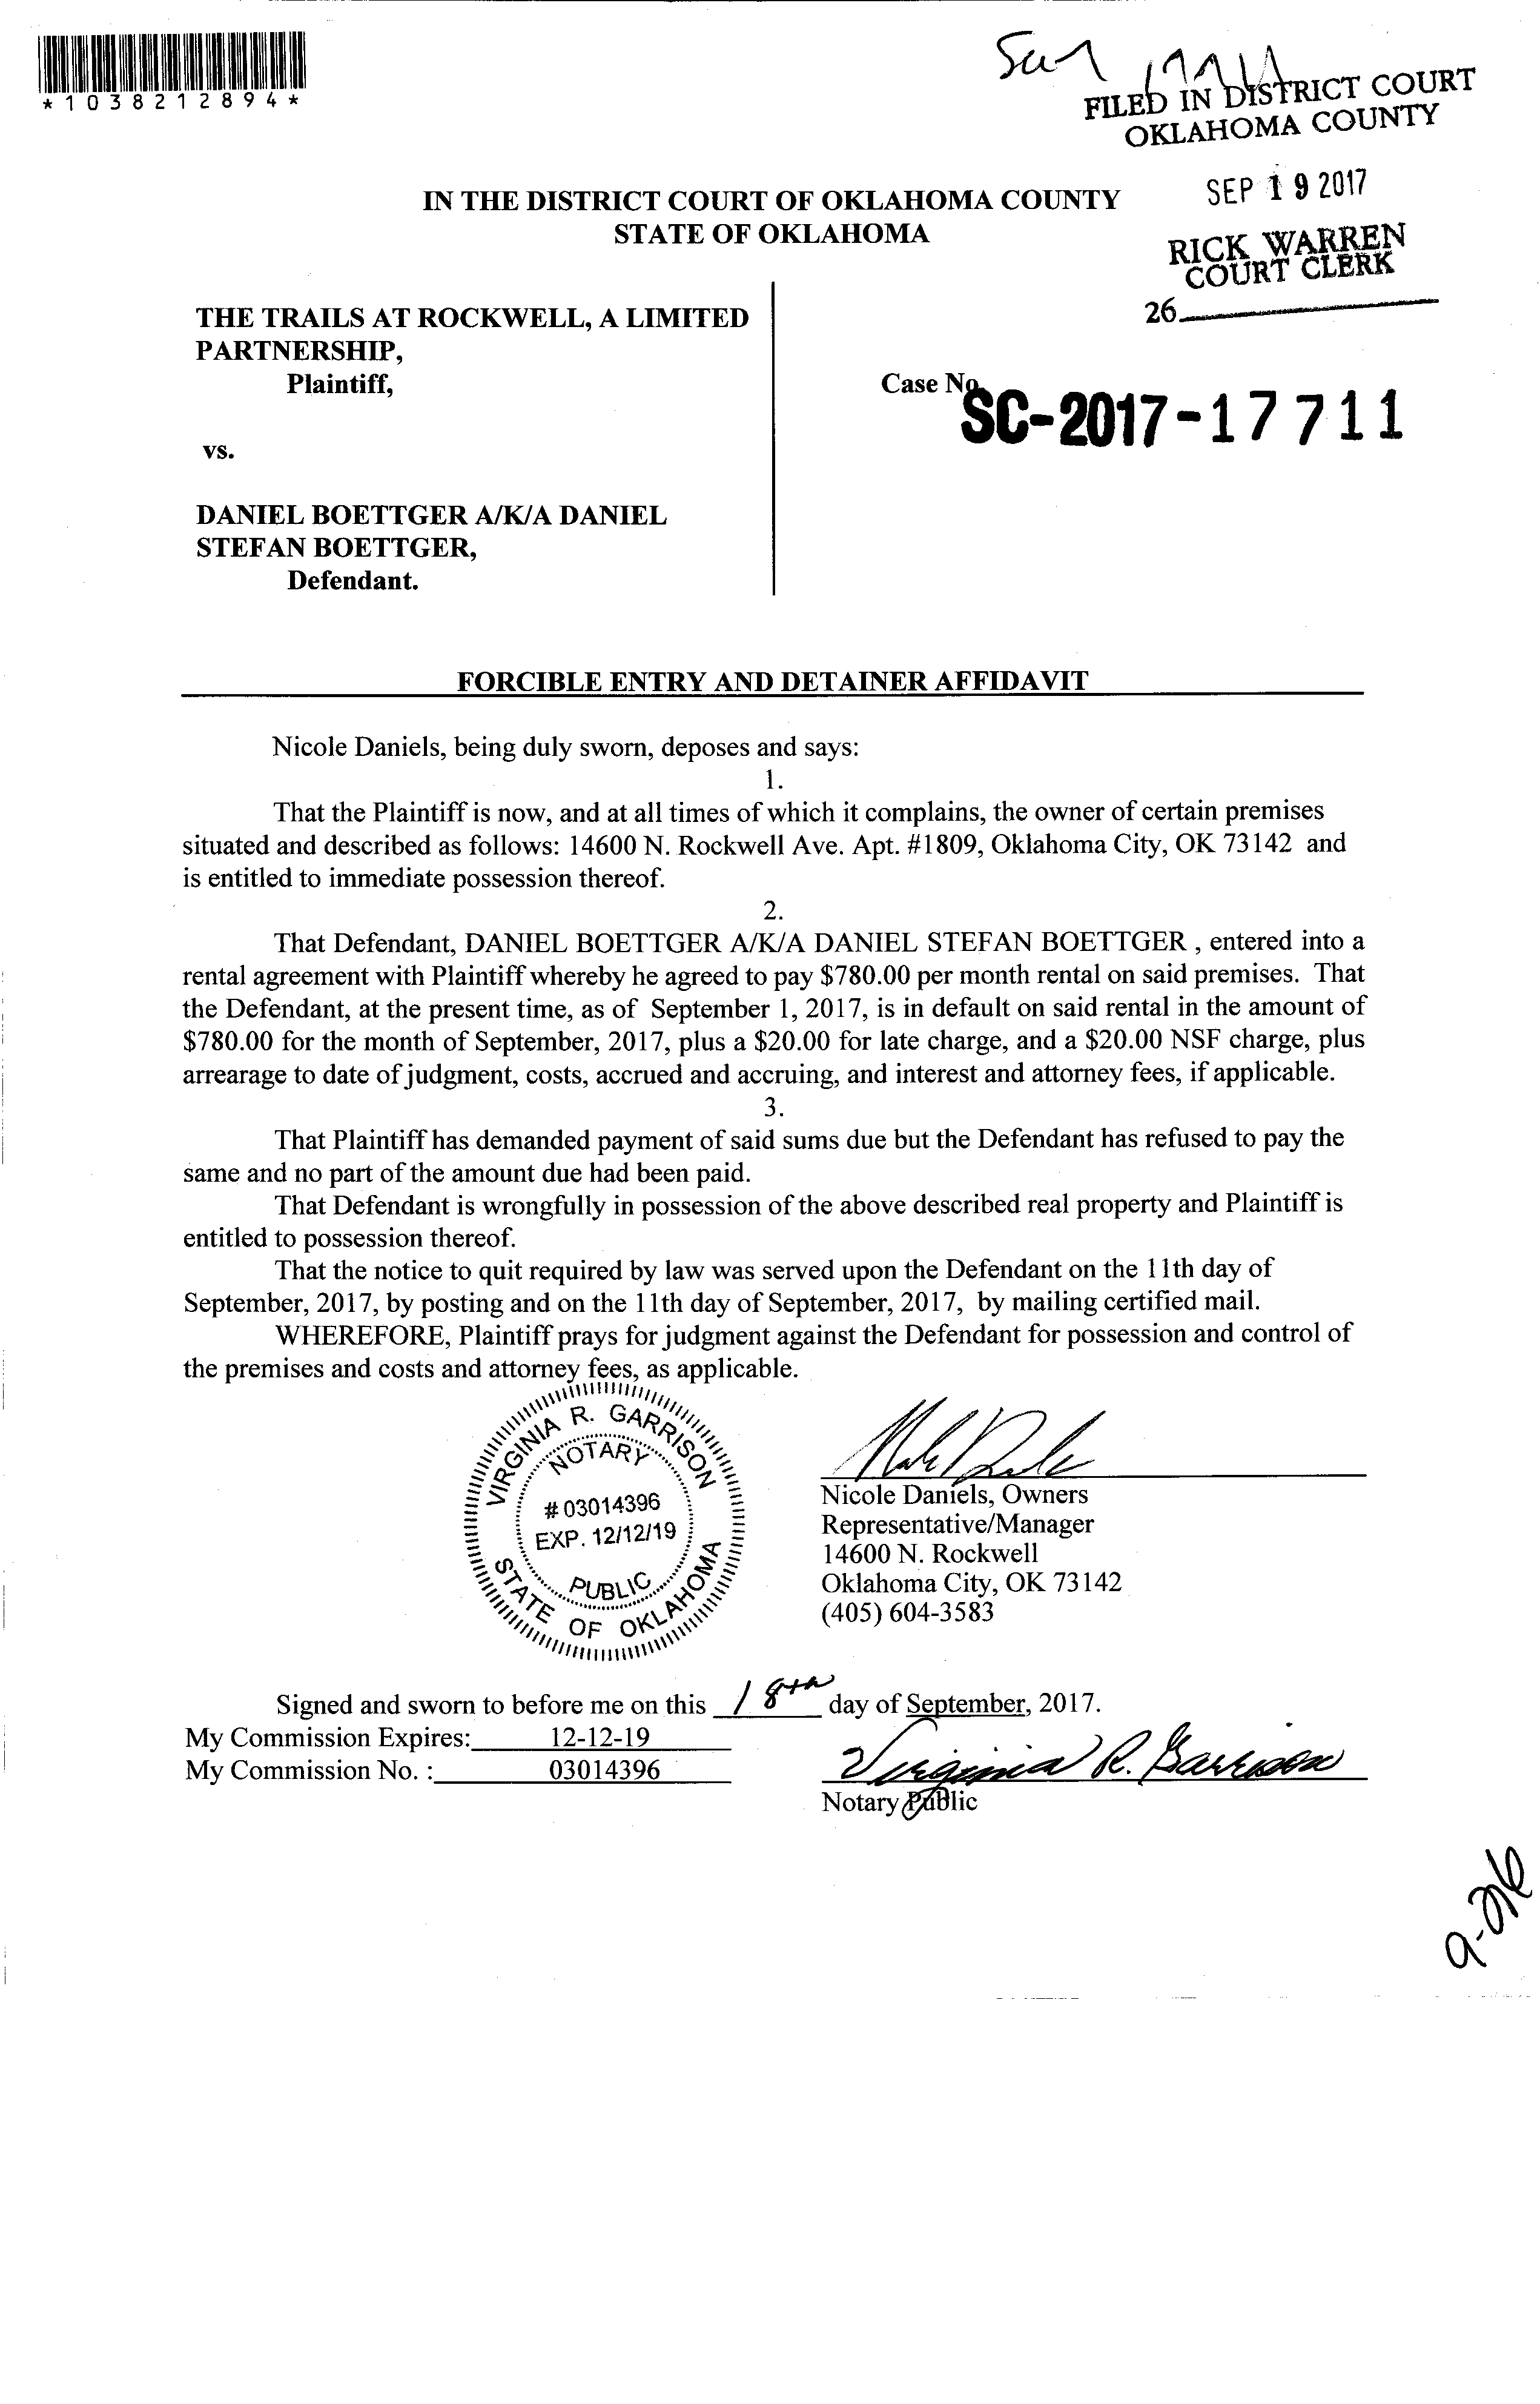 *1038212894*
FILED IN DISTRICT COURT
OKLAHOMA COUNTY
SEP 19 2017
RICK WARREN
COURT CLERK
26
IN THE DISTRICT COURT OF OKLAHOMA COUNTY
STATE OF OKLAHOMA
THE TRAILS AT ROCKWELL, A LIMITED
PARTNERSHIP,
Plaintiff,
vs.
DANIEL BOETTGER A/K/A DANIEL
STEFAN BOETTGER,
Defendant.
Case No.
SC-2017-17711
FORCIBLE ENTRY AND DETAINER AFFIDAVIT
Nicole Daniels, being duly sworn, deposes and says:
1.
That the Plaintiff is now, and at all times of which it complains, the owner of certain premises
situated and described as follows: 14600 N. Rockwell Ave. Apt. #1809, Oklahoma City, OK 73142 and
is entitled to immediate possession thereof.
2.
That Defendant, DANIEL BOETTGER A/K/A DANIEL STEFAN BOETTGER , entered into a
rental agreement with Plaintiff whereby he agreed to pay $780.00 per month rental on said premises. That
the Defendant, at the present time, as of September 1, 2017, is in default on said rental in the amount of
$780.00 for the month of September, 2017, plus a $20.00 for late charge, and a $20.00 NSF charge, plus
arrearage to date of judgment, costs, accrued and accruing, and interest and attorney fees, if applicable.
3.
That Plaintiff has demanded payment of said sums due but the Defendant has refused to pay the
same and no part of the amount due had been paid.
That Defendant is wrongfully in possession of the above described real property and Plaintiff is
entitled to possession thereof.
That the notice to quit required by law was served upon the Defendant on the 11th day of
September, 2017, by posting and on the 11th day of September, 2017, by mailing certified mail.
WHEREFORE, Plaintiff prays for judgment against the Defendant for possession and control of
the premises and costs and attorney fees, as applicable.
VIRGINIA R. GARRISON
NOTARY
# 03014396
EXP. 12/12/19
PUBLIC
STATE OF OKLAHOMA
Nicole Daniels, Owners
Representative/Manager
14600 N. Rockwell
Oklahoma City, OK 73142
(405) 604-3583
Signed and sworn to before me on this 18th day of September, 2017.
My Commission Expires: 12-12-19
My Commission No. : 03014396
Virginia R. Garrison
Notary Public
9-26